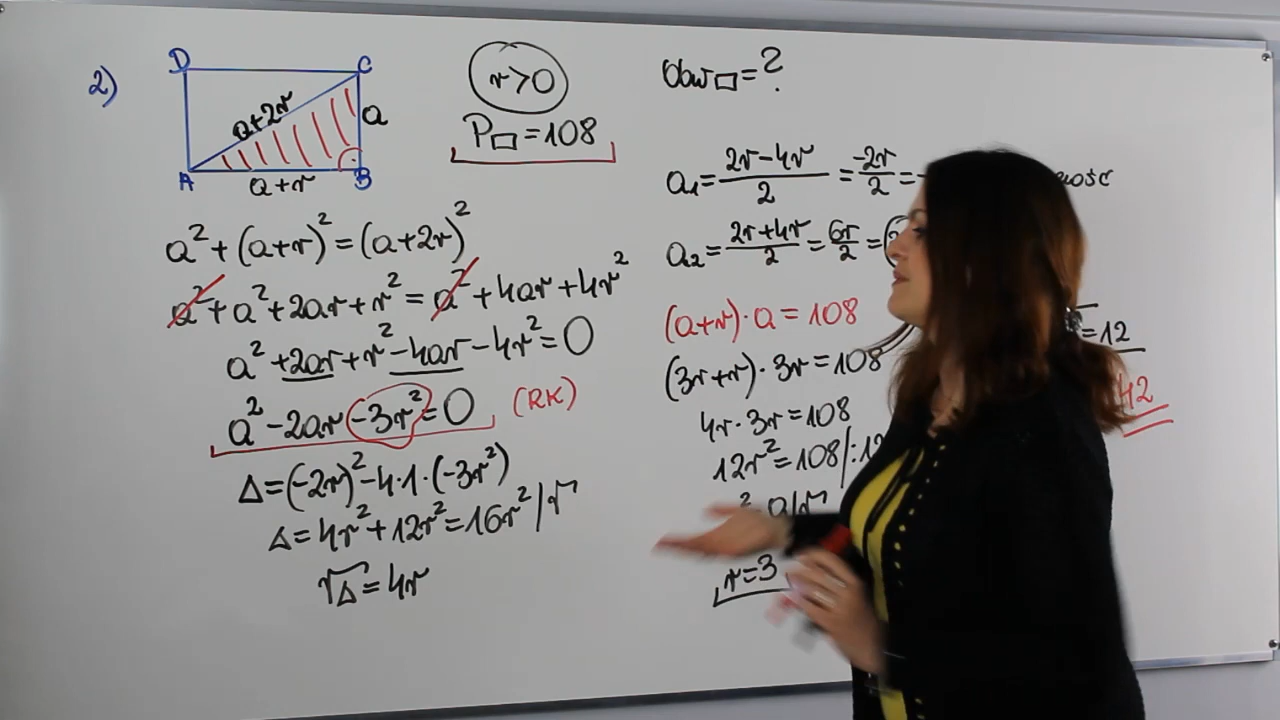 2)
D
C
a+2r
a
A
a+r
B
r>0
P▭=108
a²+(a+r)²=(a+2r)²
a²+a²+2ar+r²=a²+4ar+4r²
a²+2ar+r²-4ar-4r²=0
a²-2ar-3r²=0 (RK)
Δ=(-2r)²-4·1·(-3r²)
Δ=4r²+12r²=16r²/√
√Δ=4r
Obw▭=?
a₁=(2r-4r)/2=-2r/2=
a₂=(2r+4r)/2=6r/2=
(a+r)·a=108
(3r+r)·3r=108
4r·3r=108
12r²=108/:12
r=3
=12
42